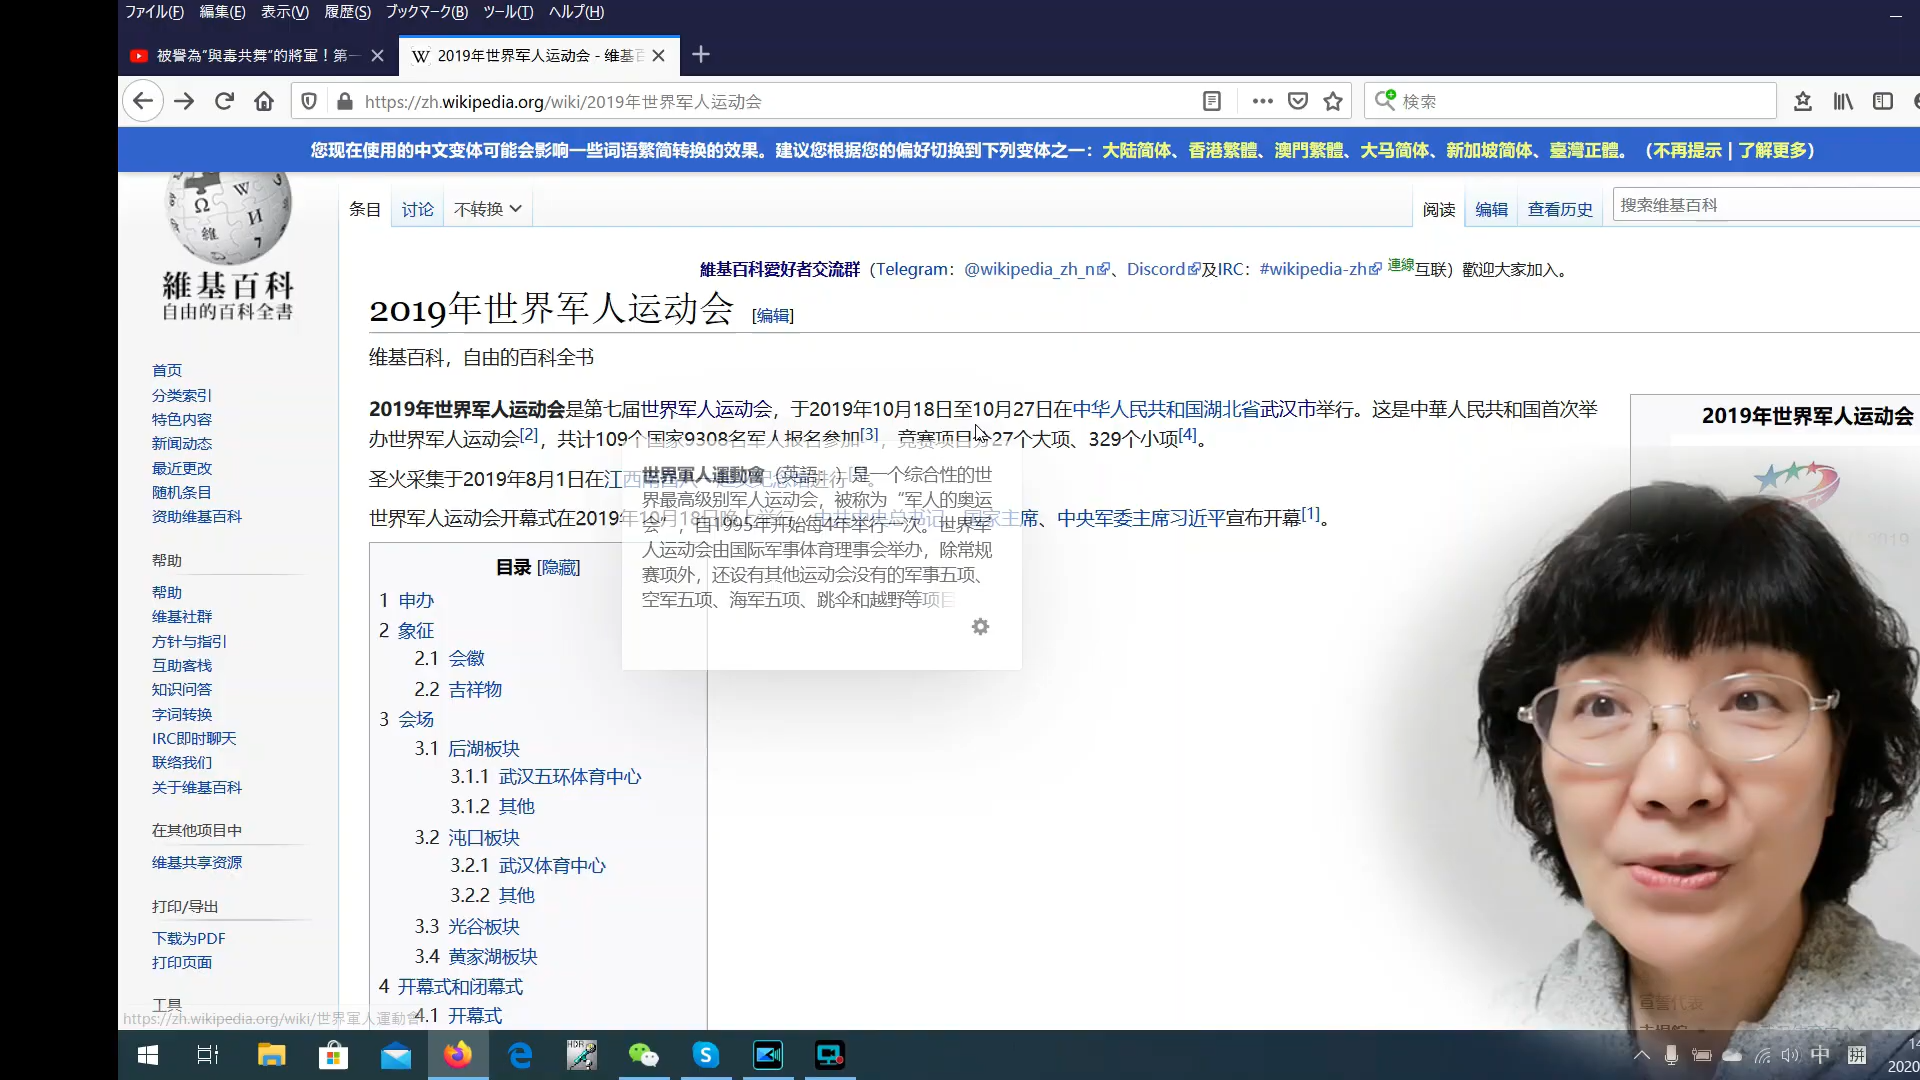 ファイル(F) 編集(E) 表示(V) 履歴(S) ブックマーク(B) ツール(T) ヘルプ(H)
被譽為"與毒共舞"的將軍！第一
2019年世界军人运动会 - 维基百
https://zh.wikipedia.org/wiki/2019年世界军人运动会
検索
您现在使用的中文变体可能会影响一些词语繁简转换的效果。建议您根据您的偏好切换到下列变体之一：大陆简体、香港繁體、澳門繁體、大马简体、新加坡简体、臺灣正體。（不再提示 | 了解更多）
維基百科
自由的百科全書
条目 讨论 不转换
阅读 编辑 查看历史 搜索维基百科
維基百科愛好者交流群（Telegram：@wikipedia_zh_n、Discord及IRC：#wikipedia-zh 連線互联）歡迎大家加入。
2019年世界军人运动会 [编辑]
维基百科，自由的百科全书
2019年世界军人运动会是第七届世界军人运动会，于2019年10月18日至10月27日在中华人民共和国湖北省武汉市举行。这是中華人民共和国首次举
办世界军人运动会[2]，共计109个国家9308名军人报名参加[3]，竞赛项目分27个大项、329个小项[4]。
圣火采集于2019年8月1日在江西
世界军人运动会开幕式在2019年10月18日晚上举行，中共中央总书记、国家主席、中央军委主席习近平宣布开幕[1]。
世界軍人運動會（英語：）是一个综合性的世
界最高级别军人运动会，被称为“军人的奥运
会”，自1995年开始每4年举行一次。世界军
人运动会由国际军事体育理事会举办，除常规
赛项外，还设有其他运动会没有的军事五项、
空军五项、海军五项、跳伞和越野等项目
目录 [隐藏]
1 申办
2 象征
2.1 会徽
2.2 吉祥物
3 会场
3.1 后湖板块
3.1.1 武汉五环体育中心
3.1.2 其他
3.2 沌口板块
3.2.1 武汉体育中心
3.2.2 其他
3.3 光谷板块
3.4 黄家湖板块
4 开幕式和闭幕式
4.1 开幕式
2019年世界军人运动会
2019
宣誓代表
首页
分类索引
特色内容
新闻动态
最近更改
随机条目
资助维基百科
帮助
帮助
维基社群
方针与指引
互助客栈
知识问答
字词转换
IRC即时聊天
联络我们
关于维基百科
在其他项目中
维基共享资源
打印/导出
下载为PDF
打印页面
工具
https://zh.wikipedia.org/wiki/世界軍人運動會
HDR
中 拼
14
2020